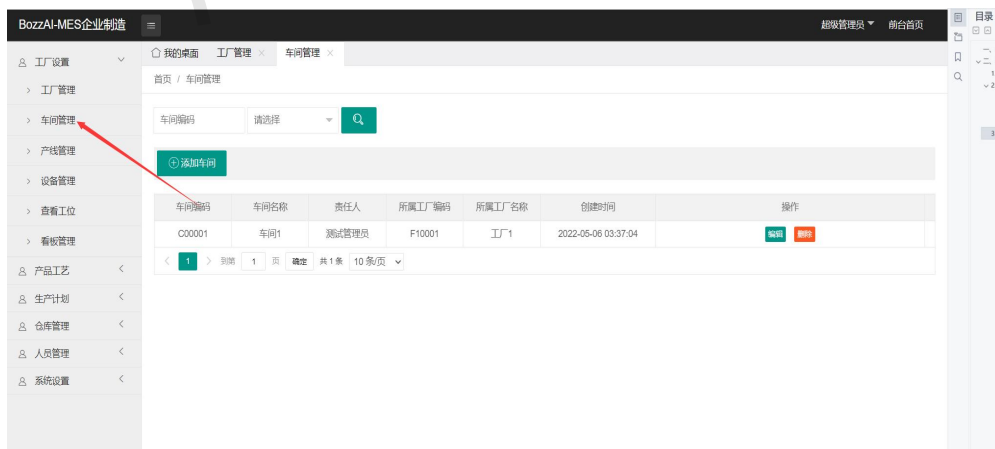 BozzAI-MES企业制造
超级管理员 前台首页
目录
工厂设置
工厂管理
车间管理
产线管理
设备管理
查看工位
看板管理
产品工艺
生产计划
仓库管理
人员管理
系统设置
我的桌面 工厂管理 × 车间管理 ×
首页 / 车间管理
车间编码 请选择
添加车间
车间编码 车间名称 责任人 所属工厂编码 所属工厂名称 创建时间 操作
C00001 车间1 测试管理员 F10001 工厂1 2022-05-06 03:37:04 编辑 删除
1 到第 1 页 确定 共 1 条 10 条/页
一、
二、
1
2
3